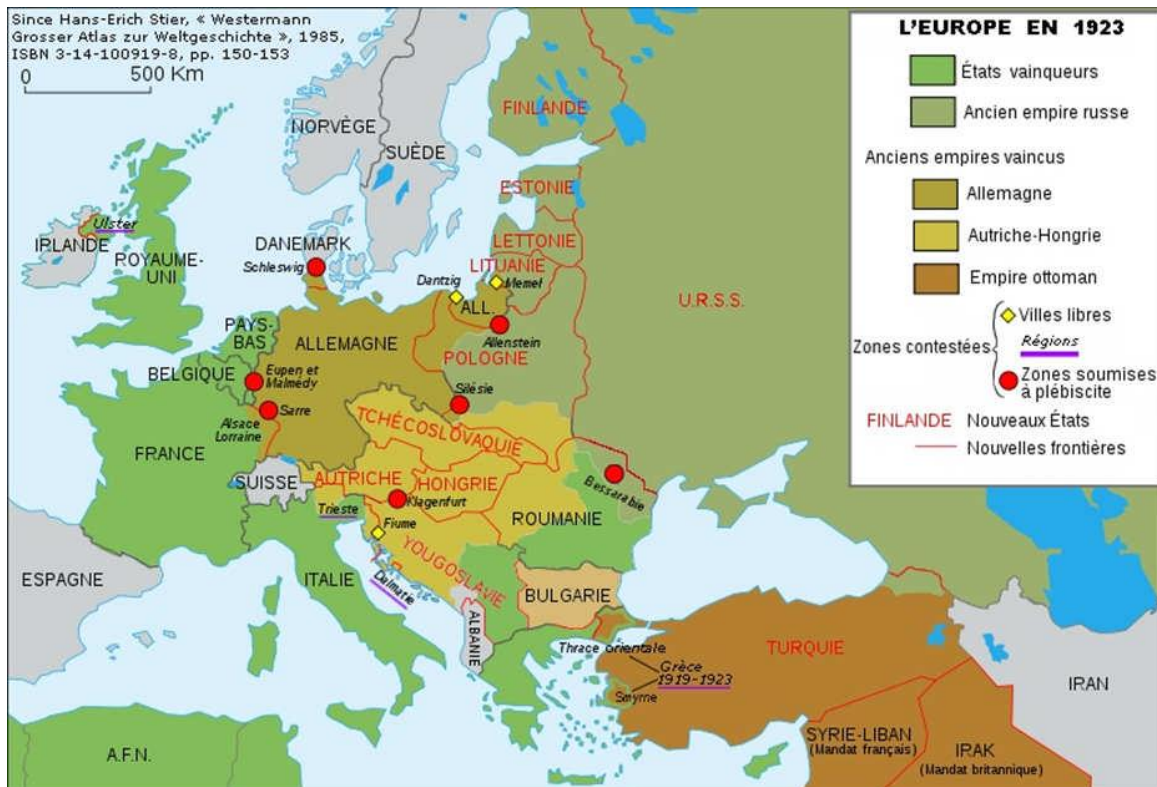 Since Hans-Erich Stier, « Westermann
Grosser Atlas zur Weltgeschichte », 1985,
ISBN 3-14-100919-8, pp. 150-153
0 500 Km
L'EUROPE EN 1923
États vainqueurs
Ancien empire russe
Anciens empires vaincus
Allemagne
Autriche-Hongrie
Empire ottoman
Villes libres
Zones contestées
Régions
Zones soumises
à plébiscite
FINLANDE Nouveaux États
Nouvelles frontières
FINLANDE
NORVÈGE
SUÈDE
ESTONIE
LETTONIE
LITUANIE
Memel
Ulster
IRLANDE
ROYAUME-
UNI
DANEMARK
Schleswig
Dantzig
ALL.
Allenstein
U.R.S.S.
PAYS-
BAS
ALLEMAGNE
POLOGNE
BELGIQUE
Eupen et
Malmédy
Silésie
Sarre
Alsace
Lorraine
TCHÉCOSLOVAQUIE
FRANCE
SUISSE
AUTRICHE
HONGRIE
Klagenfurt
Bessarabie
Trieste
Fiume
ROUMANIE
YOUGOSLAVIE
Dalmatie
ESPAGNE
ITALIE
BULGARIE
ALBANIE
Thrace orientale
Grèce
1919-1923
Smyrne
TURQUIE
IRAN
A.F.N.
SYRIE-LIBAN
(Mandat français)
IRAK
(Mandat britannique)